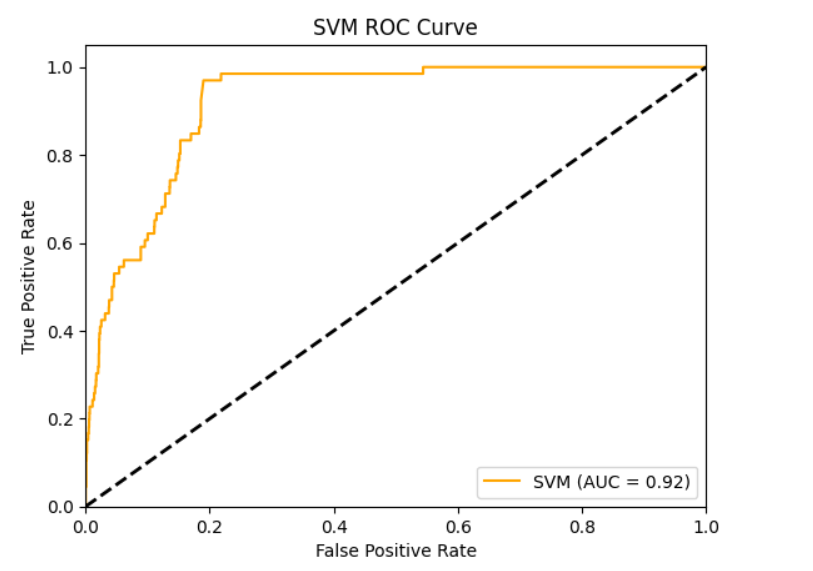 SVM ROC Curve
1.0
0.8
0.6
0.4
0.2
0.0
True Positive Rate
SVM (AUC = 0.92)
0.0 0.2 0.4 0.6 0.8 1.0
False Positive Rate